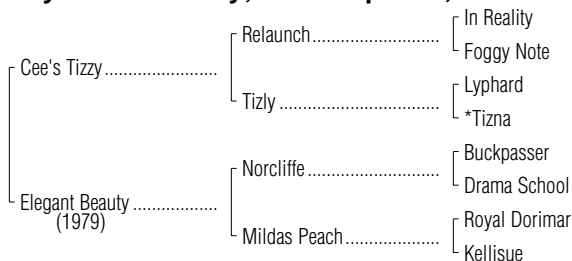 In Reality
Relaunch
Foggy Note
Cee's Tizzy
Lyphard
Tizly
*Tizna
Buckpasser
Norcliffe
Drama School
Elegant Beauty
(1979)
Royal Dorimar
Mildas Peach
Kellisue